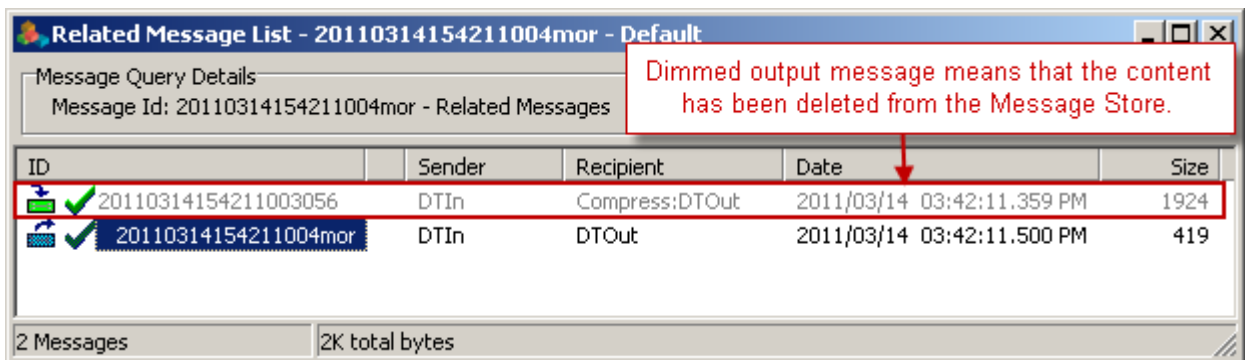 Related Message List - 20110314154211004mor - Default
Message Query Details
Message Id: 20110314154211004mor - Related Messages
Dimmed output message means that the content
has been deleted from the Message Store.
ID Sender Recipient Date Size
20110314154211003056 DTIn Compress:DTOut 2011/03/14 03:42:11.359 PM 1924
20110314154211004mor DTIn DTOut 2011/03/14 03:42:11.500 PM 419
2 Messages 2K total bytes